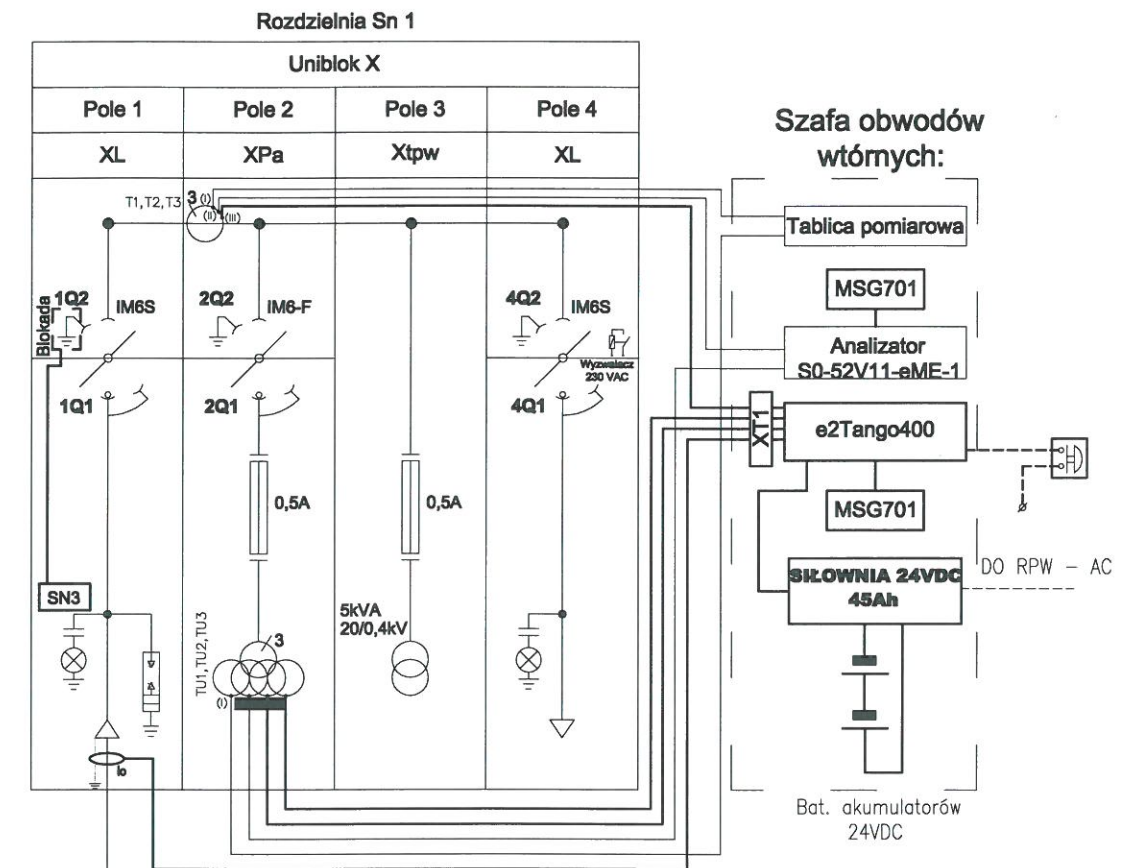 Rozdzielnia Sn 1
Uniblok X
Pole 1
Pole 2
Pole 3
Pole 4
XL
XPa
Xtpw
XL
Szafa obwodów
wtórnych:
T1,T2,T3
3
(I)
(II)
(III)
Tablica pomiarowa
Blokada
1Q2
IM6S
2Q2
IM6-F
4Q2
IM6S
MSG701
Analizator
S0-52V11-eME-1
Wyzwalacz
230 VAC
1Q1
2Q1
4Q1
XT1
e2Tango400
0,5A
0,5A
MSG701
SIŁOWNIA 24VDC
45Ah
DO RPW – AC
SN3
5kVA
20/0,4kV
TU1,TU2,TU3
3
(I)
Io
Bat. akumulatorów
24VDC